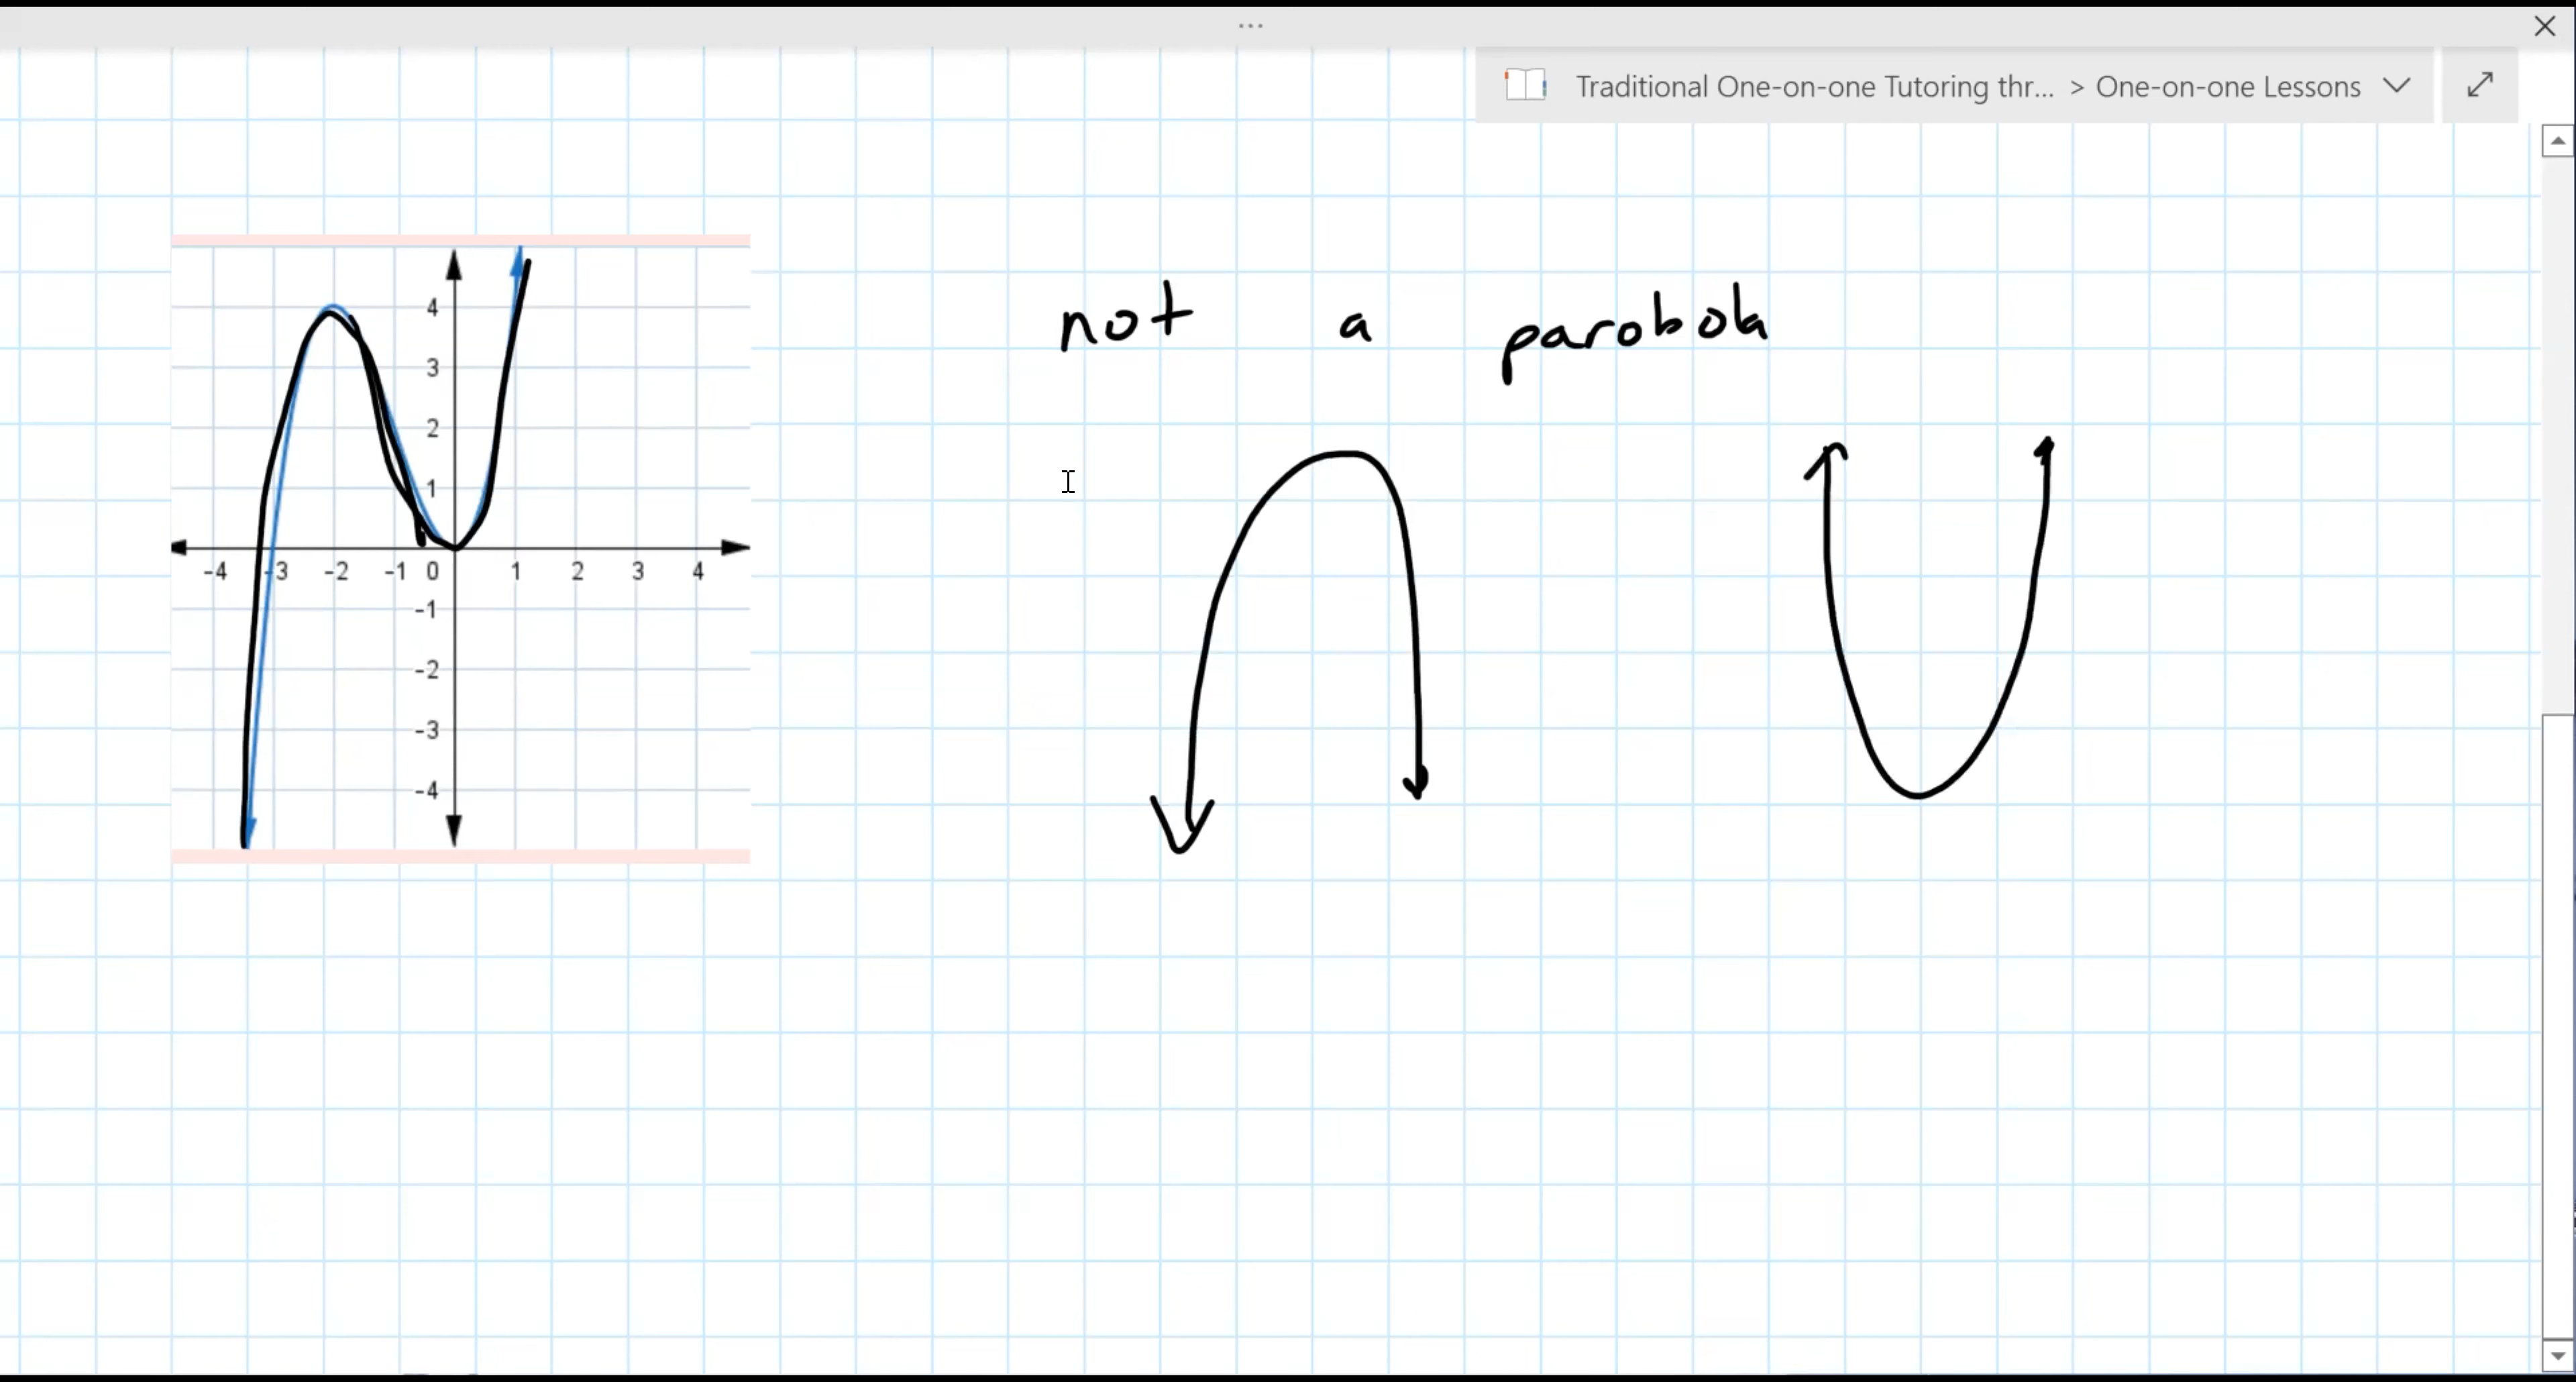 Traditional One-on-one Tutoring thr... > One-on-one Lessons
not a parobola
4
3
2
1
-4 -3 -2 -1 0 1 2 3 4
-1
-2
-3
-4